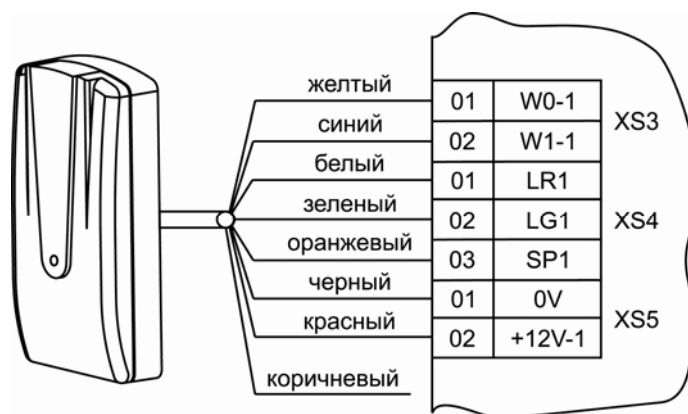 желтый 01 W0-1
синий 02 W1-1 XS3
белый 01 LR1
зеленый 02 LG1 XS4
оранжевый 03 SP1
черный 01 0V
красный 02 +12V-1 XS5
коричневый